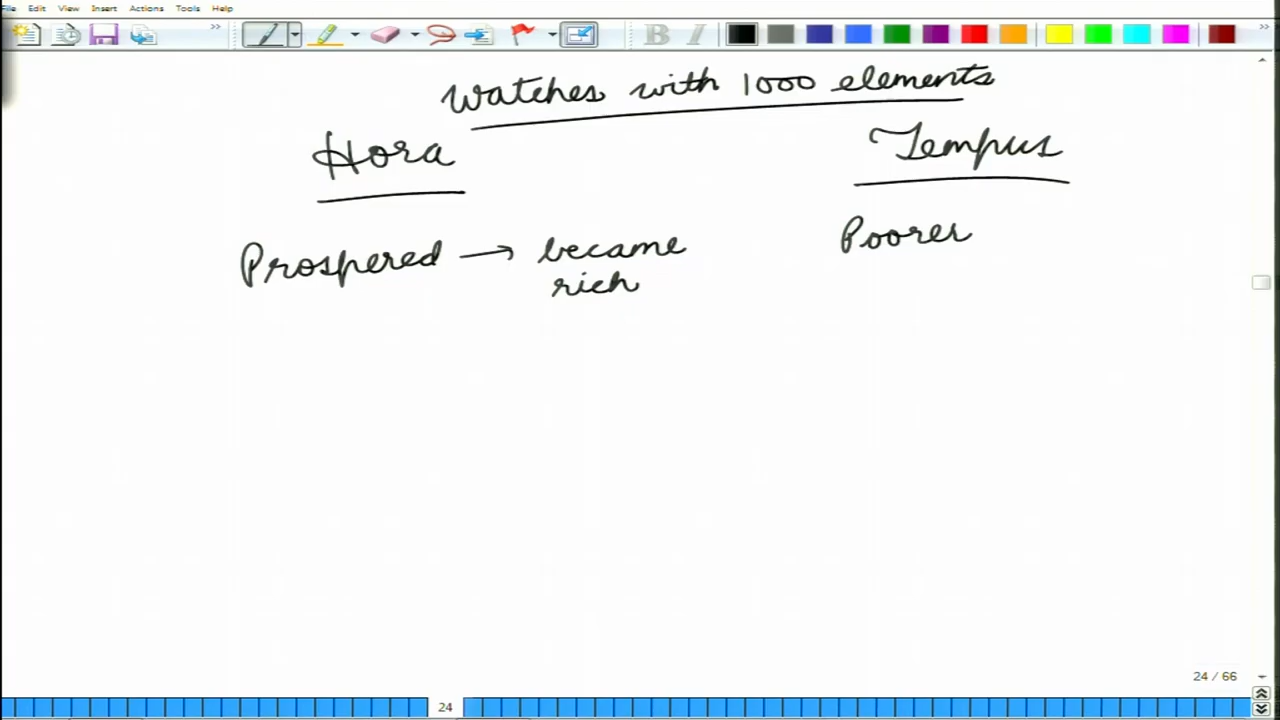 File Edit View Insert Actions Tools Help
B I
Watches with 1000 elements
Hora Tempus
Prospered → became rich
Poorer
24 / 66
24